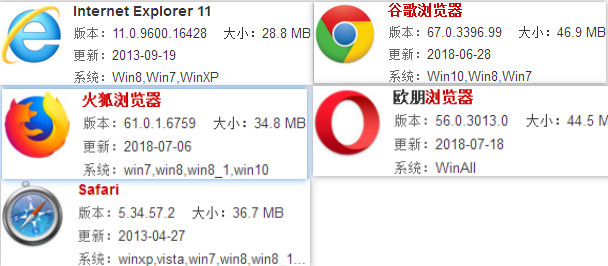 Internet Explorer 11
版本：11.0.9600.16428 大小：28.8 MB
更新：2013-09-19
系统：Win8,Win7,WinXP
谷歌浏览器
版本：67.0.3396.99 大小：46.9 MB
更新：2018-06-28
系统：Win10,Win8,Win7
火狐浏览器
版本：61.0.1.6759 大小：34.8 MB
更新：2018-07-06
系统：win7,win8,win8_1,win10
欧朋浏览器
版本：56.0.3013.0 大小：44.5 M
更新：2018-07-18
系统：WinAll
Safari
版本：5.34.57.2 大小：36.7 MB
更新：2013-04-27
系统：winxp,vista,win7,win8,win8_1...